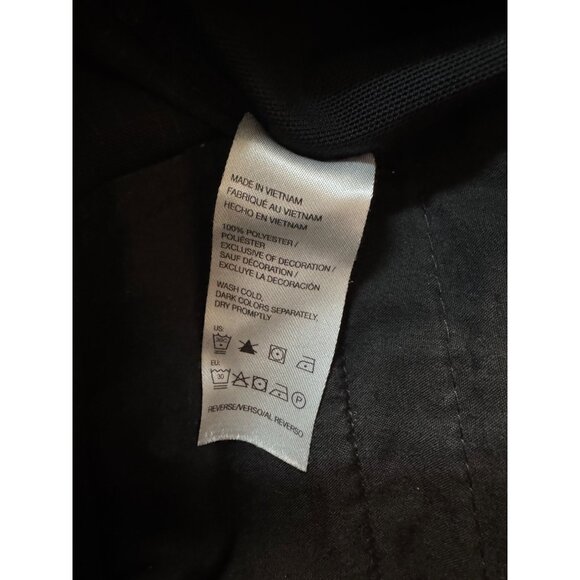 MADE IN VIETNAM
FABRIQUÉ AU VIETNAM
HECHO EN VIETNAM
100% POLYESTER /
POLIÉSTER
EXCLUSIVE OF DECORATION /
SAUF DÉCORATION /
EXCLUYE LA DECORACIÓN
WASH COLD,
DARK COLORS SEPARATELY,
DRY PROMPTLY
US:
EU:
30
P
REVERSE/VERSO/AL REVERSO